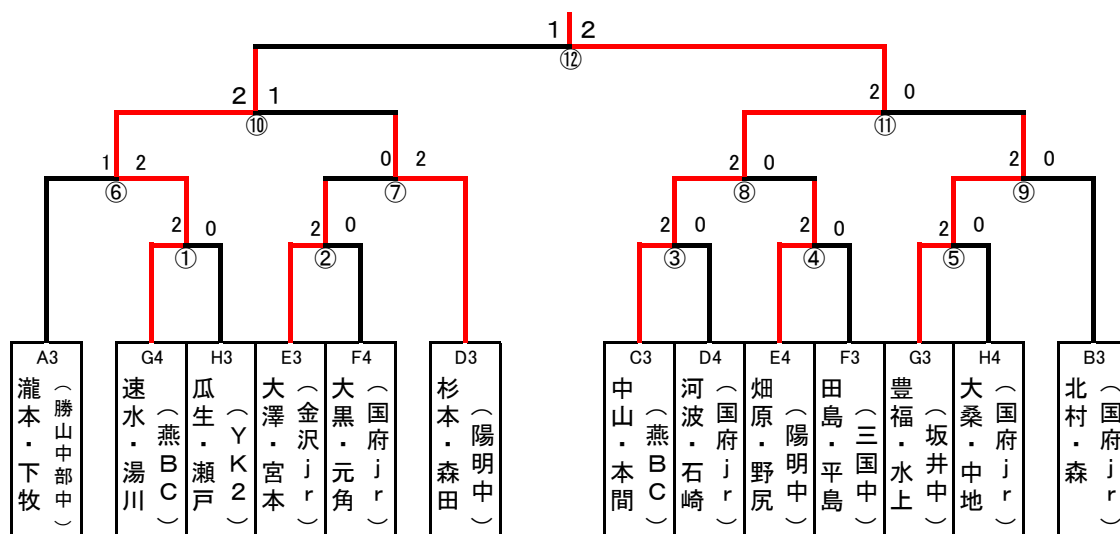 1 2
⑫
2 1
⑩
2 0
⑪
1 2
⑥
0 2
⑦
2 0
⑧
2 0
⑨
2 0
①
2 0
②
2 0
③
2 0
④
2 0
⑤
A3
瀧本・下牧
（勝山中部中）
G4
速水・湯川
（燕BC）
H3
瓜生・瀬戸
（YK2）
E3
大澤・宮本
（金沢jr）
F4
大黒・元角
（国府jr）
D3
杉本・森田
（陽明中）
C3
中山・本間
（燕BC）
D4
河波・石崎
（国府jr）
E4
畑原・野尻
（陽明中）
F3
田島・平島
（三国中）
G3
豊福・水上
（坂井中）
H4
大桑・中地
（国府jr）
B3
北村・森
（国府jr）